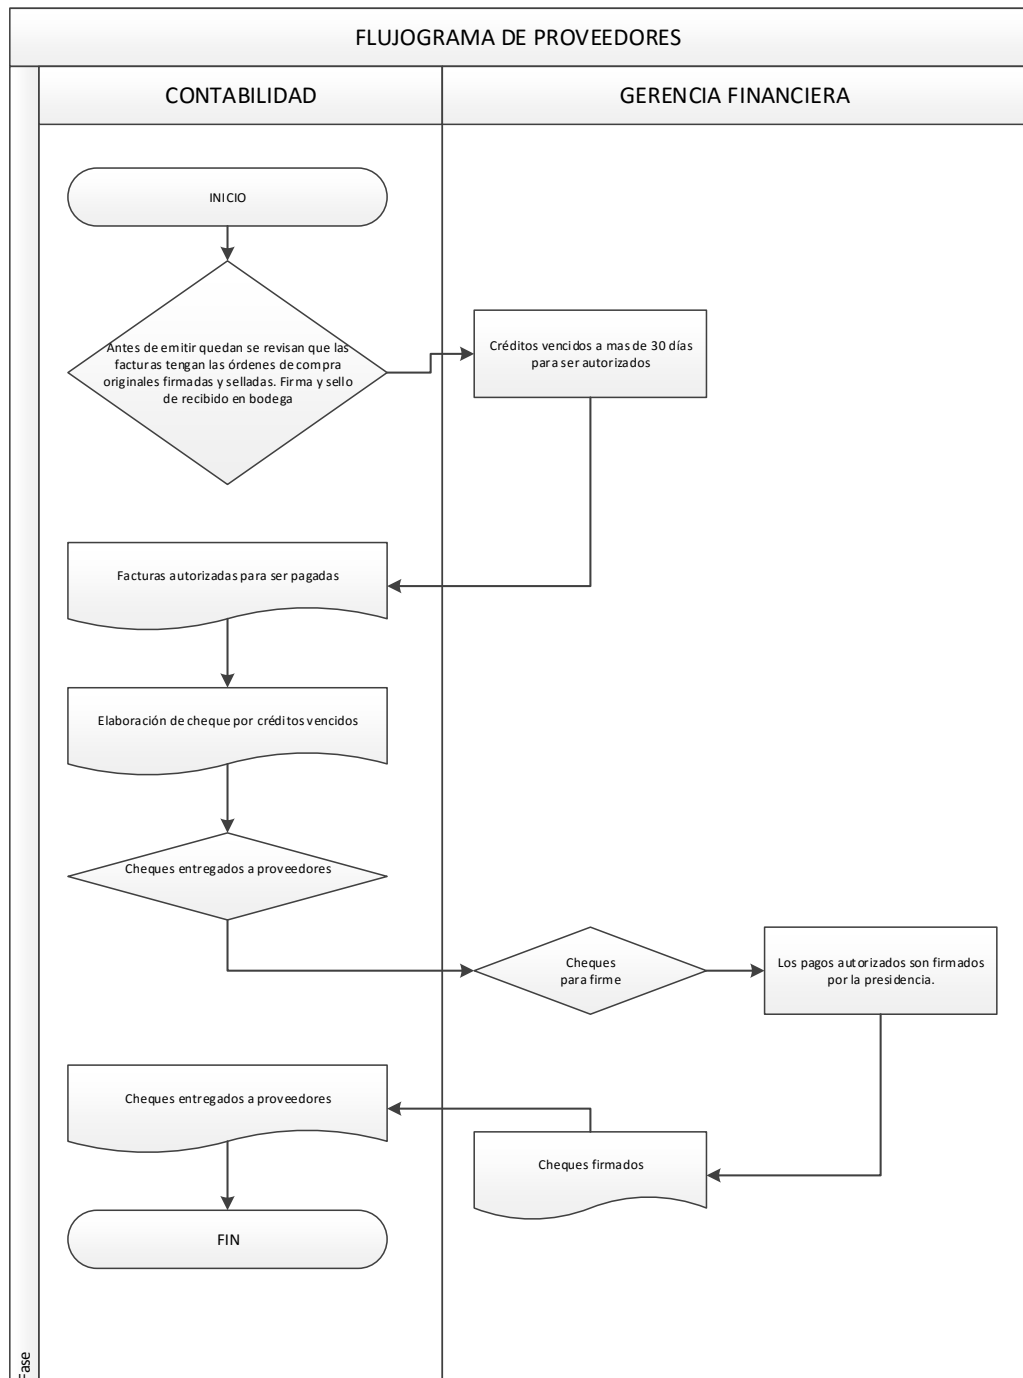 FLUJOGRAMA DE PROVEEDORES
CONTABILIDAD
GERENCIA FINANCIERA
INICIO
Antes de emitir quedan se revisan que las
facturas tengan las órdenes de compra
originales firmadas y selladas. Firma y sello
de recibido en bodega
Créditos vencidos a mas de 30 días
para ser autorizados
Facturas autorizadas para ser pagadas
Elaboración de cheque por créditos vencidos
Cheques entregados a proveedores
Cheques
para firme
Los pagos autorizados son firmados
por la presidencia.
Cheques entregados a proveedores
Cheques firmados
FIN
Fase